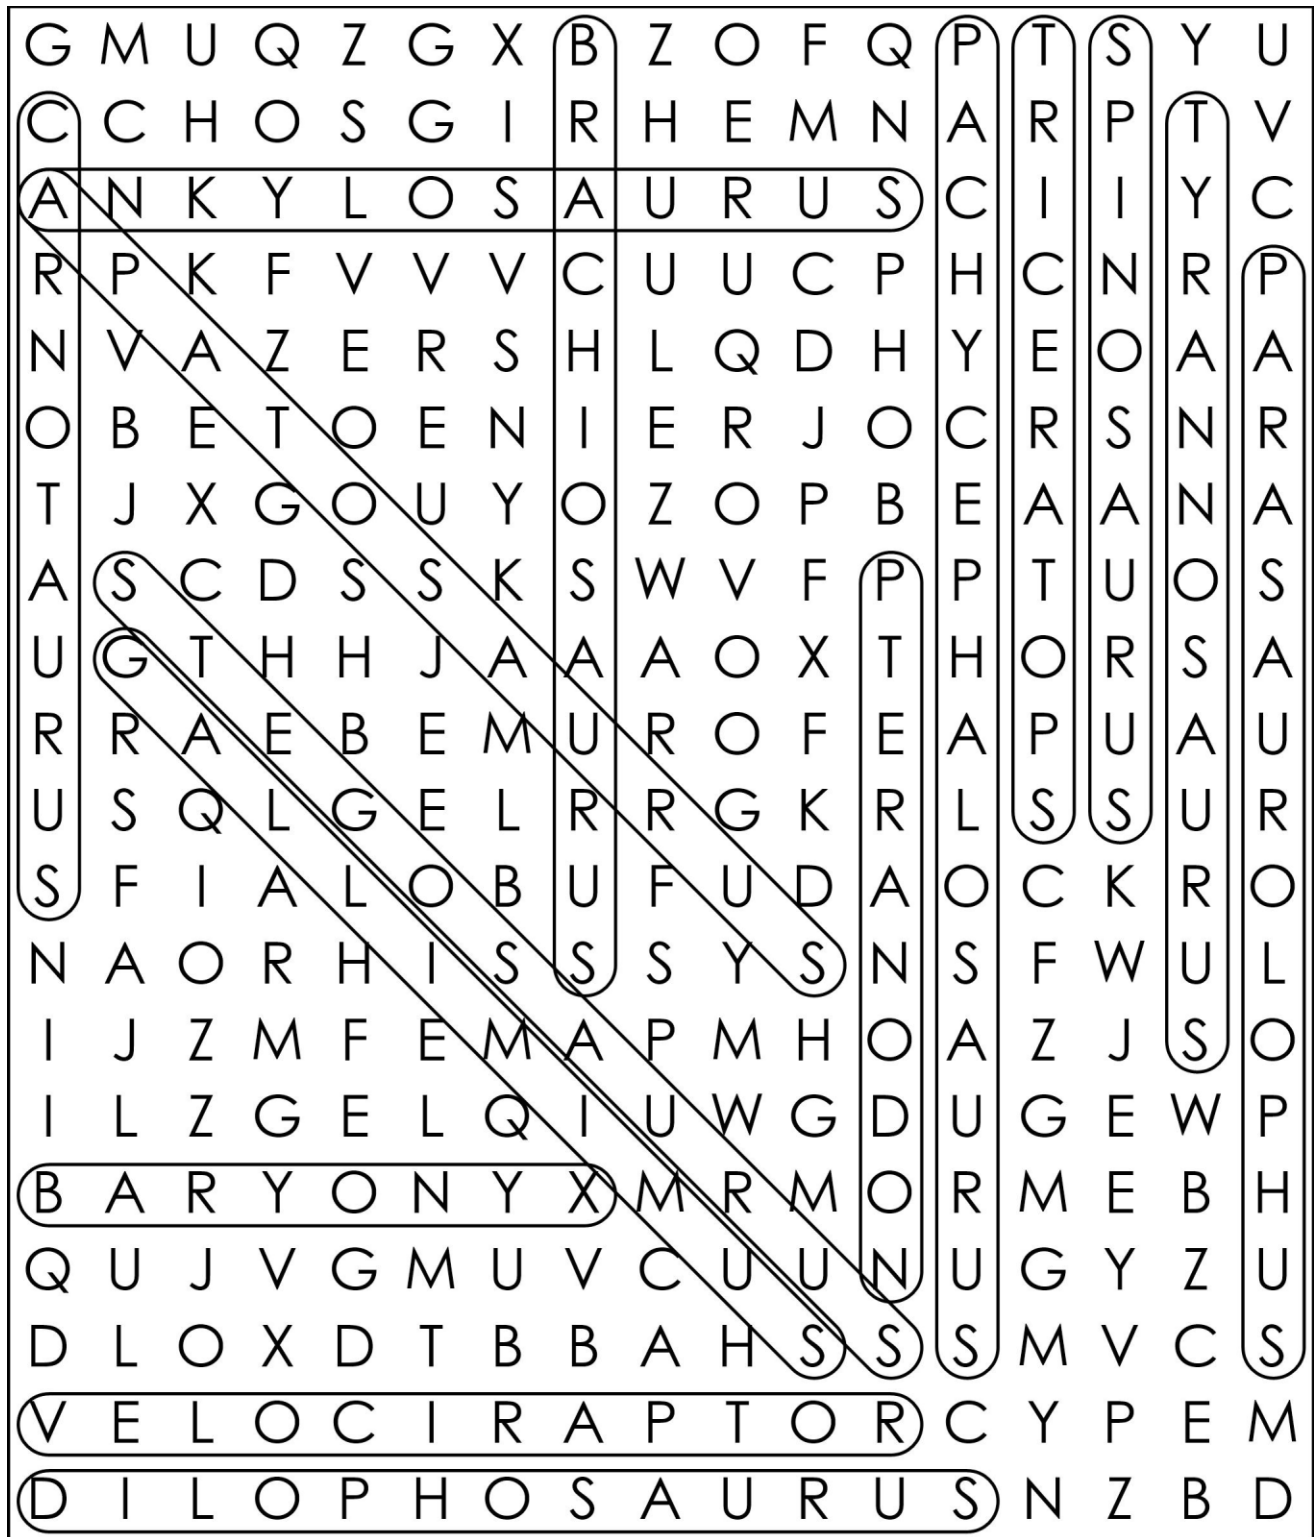 G M U Q Z G X B Z O F Q P T S Y U
C C H O S G I R H E M N A R P T V
A N K Y L O S A U R U S C I I Y C
R P K F V V V C U U C P H C N R P
N V A Z E R S H L Q D H Y E O A A
O B E T O E N I E R J O C R S N R
T J X G O U Y O Z O P B E A A N A
A S C D S S K S W V F P P T U O S
U G T H H J A A A O X T H O R S A
R R A E B E M U R O F E A P U A U
U S Q L G E L R R G K R L S S U R
S F I A L O B U F U D A O C K R O
N A O R H I S S S Y S N S F W U L
I J Z M F E M A P M H O A Z J S O
I L Z G E L Q I U W G D U G E W P
B A R Y O N Y X M R M O R M E B H
Q U J V G M U V C U U N U G Y Z U
D L O X D T B B A H S S S M V C S
V E L O C I R A P T O R C Y P E M
D I L O P H O S A U R U S N Z B D